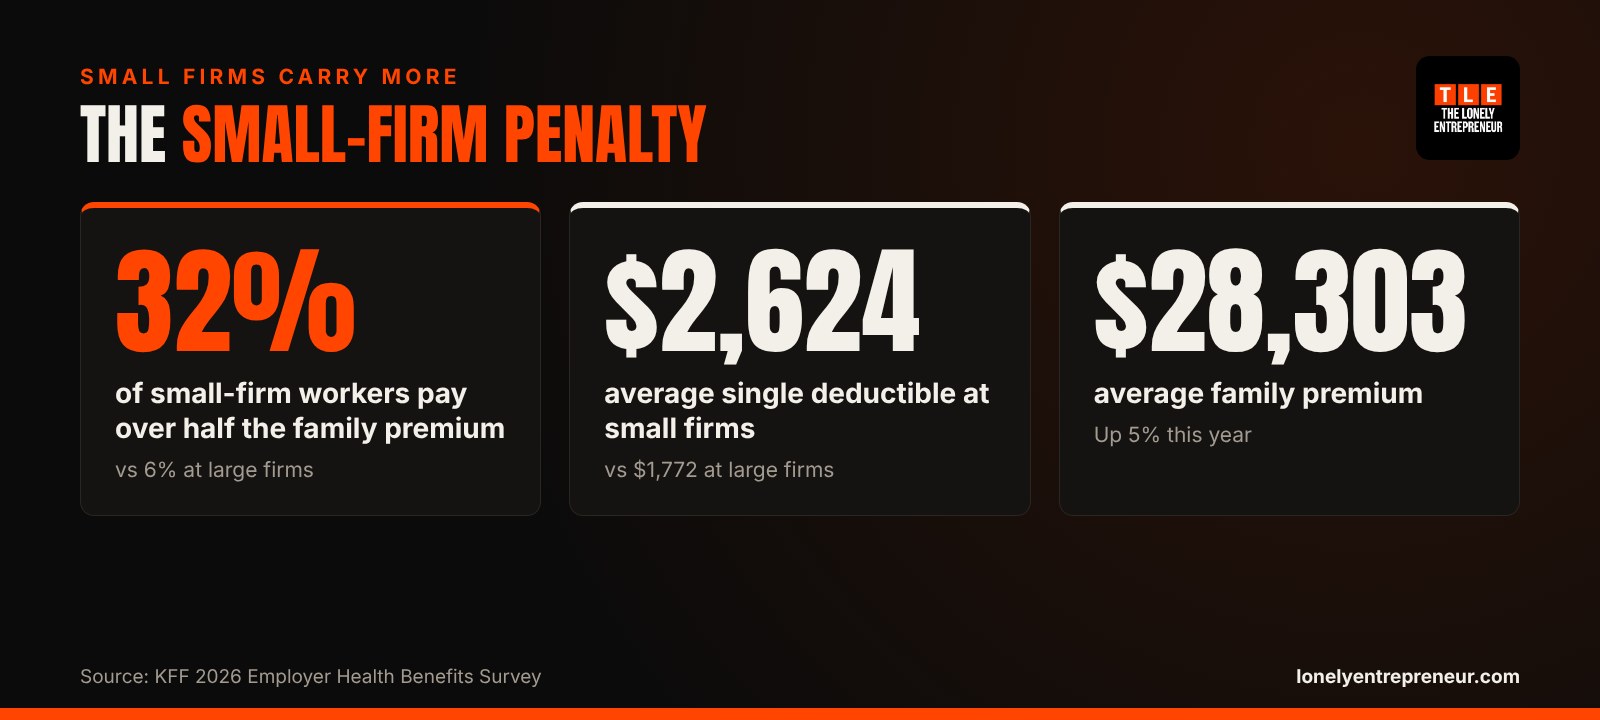 SMALL FIRMS CARRY MORE
THE SMALL-FIRM PENALTY
TLE
THE LONELY
ENTREPRENEUR
32%
of small-firm workers pay
over half the family premium
vs 6% at large firms
$2,624
average single deductible at
small firms
vs $1,772 at large firms
$28,303
average family premium
Up 5% this year
Source: KFF 2026 Employer Health Benefits Survey
lonelyentrepreneur.com